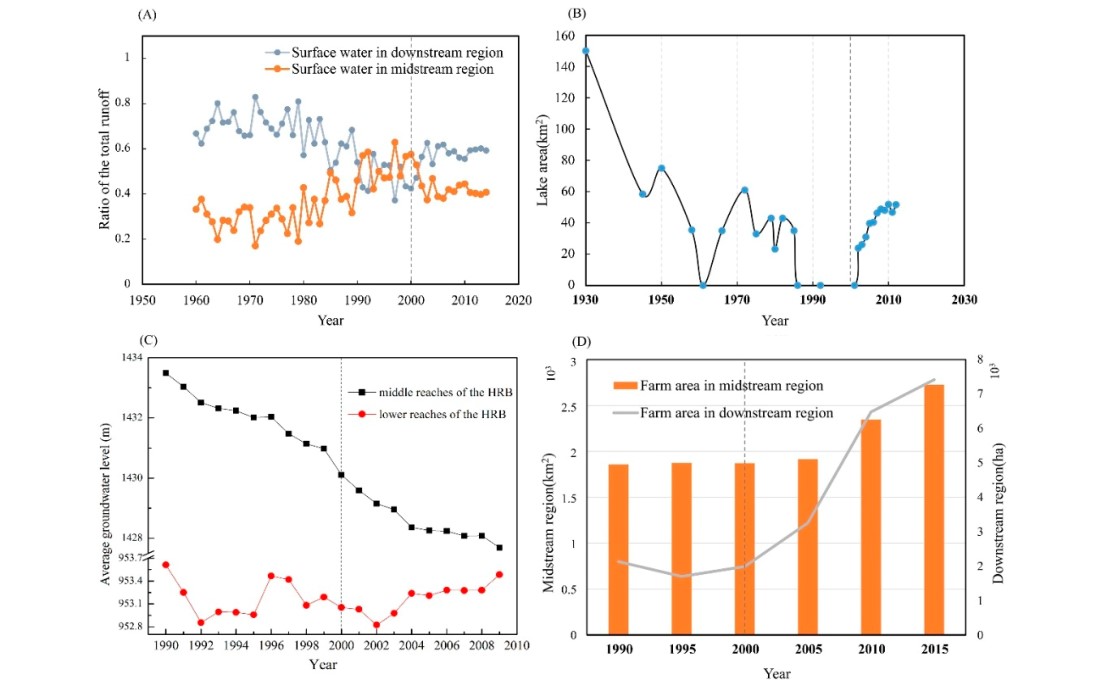 (A)
Surface water in downstream region
Surface water in midstream region
Ratio of the total runoff
1
0.8
0.6
0.4
0.2
0
1950 1960 1970 1980 1990 2000 2010 2020
Year
(B)
Lake area(km²)
160
140
120
100
80
60
40
20
0
1930 1950 1970 1990 2010 2030
Year
(C)
middle reaches of the HRB
lower reaches of the HRB
Average groundwater level (m)
1434
1432
1430
1428
953.7
953.4
953.1
952.8
1990 1992 1994 1996 1998 2000 2002 2004 2006 2008 2010
Year
(D)
Farm area in midstream region
Farm area in downstream region
Midstream region(km²)
10³
3
2.5
2
1.5
1
0.5
0
8
7
6
5
4
3
2
1
0
10³
Downstream region(ha)
1990 1995 2000 2005 2010 2015
Year